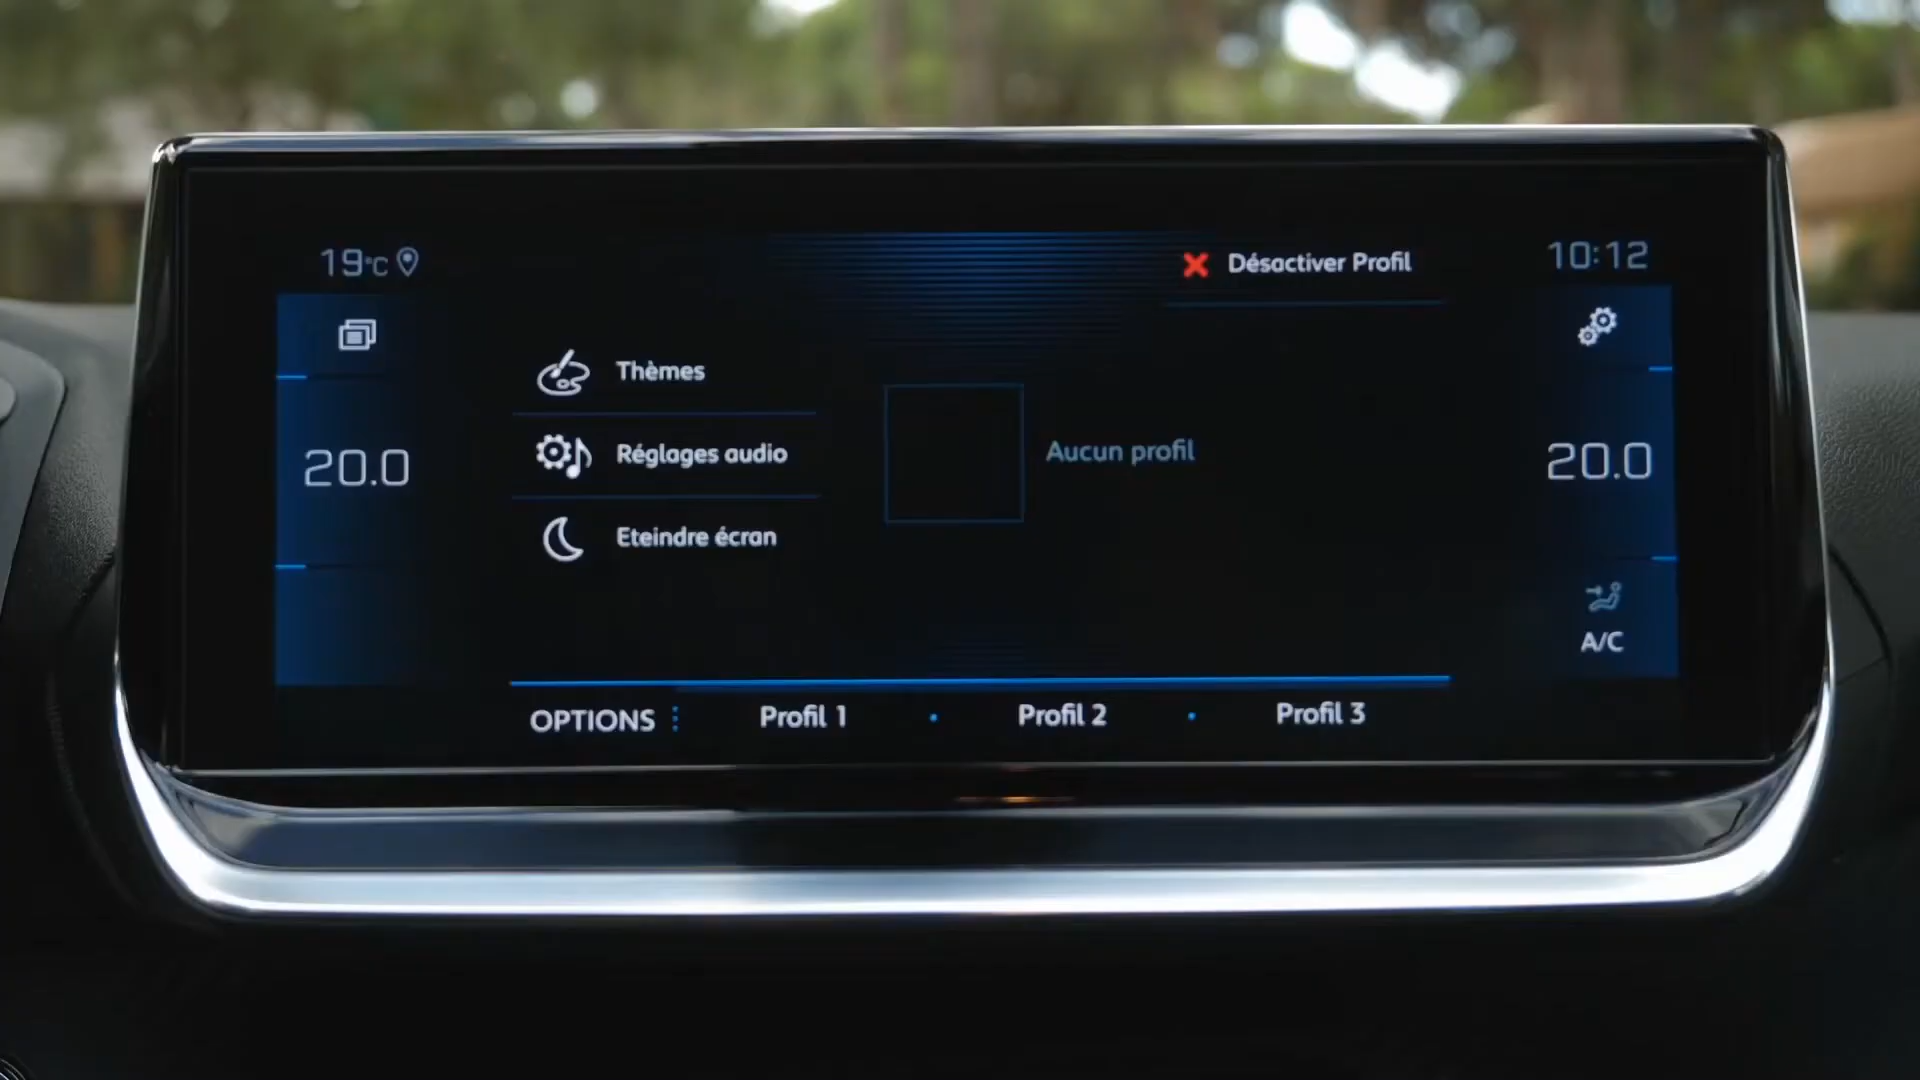 19°C
Désactiver Profil
10:12
Thèmes
20.0
Réglages audio
Aucun profil
20.0
Eteindre écran
A/C
OPTIONS
Profil 1
Profil 2
Profil 3